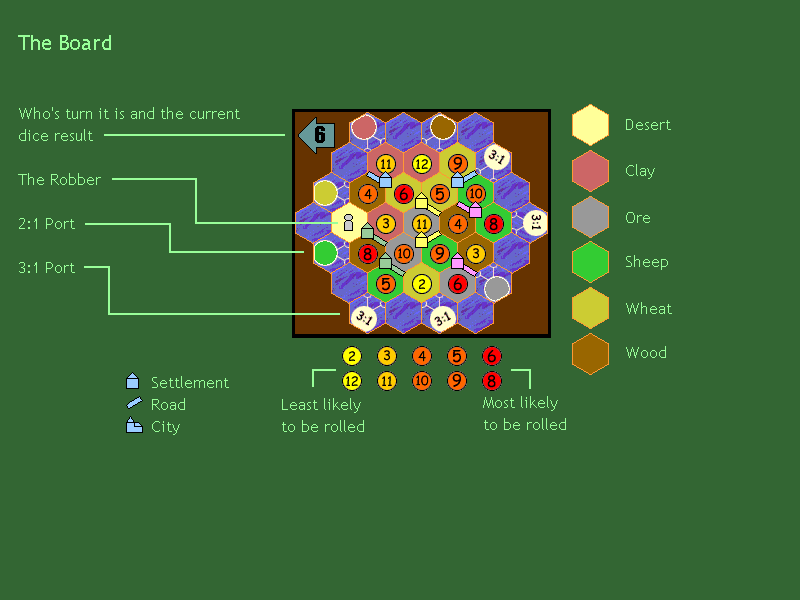 The Board
Who's turn it is and the current
dice result
The Robber
2:1 Port
3:1 Port
6
11 12 9
3:1
4 6 5 10
3 11 4 8
3:1
8 10 9 3
5 2 6
3:1 3:1
Desert
Clay
Ore
Sheep
Wheat
Wood
2 3 4 5 6
12 11 10 9 8
Settlement
Road
City
Least likely
to be rolled
Most likely
to be rolled